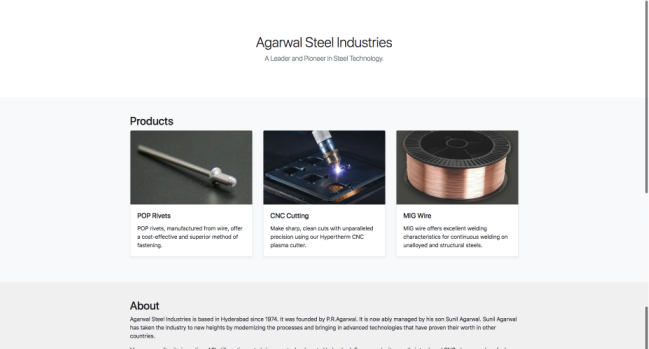 Agarwal Steel Industries
A Leader and Pioneer in Steel Technology.
Products
POP Rivets
POP rivets, manufactured from wire, offer
a cost-effective and superior method of
fastening.
CNC Cutting
Make sharp, clean cuts with unparalleled
precision using our Hypertherm CNC
plasma cutter.
MIG Wire
MIG wire offers excellent welding
characteristics for continuous welding on
unalloyed and structural steels.
About
Agarwal Steel Industries is based in Hyderabad since 1974. It was founded by P.R.Agarwal. It is now ably managed by his son Sunil Agarwal. Sunil Agarwal
has taken the industry to new heights by modernizing the processes and bringing in advanced technologies that have proven their worth in other
countries.